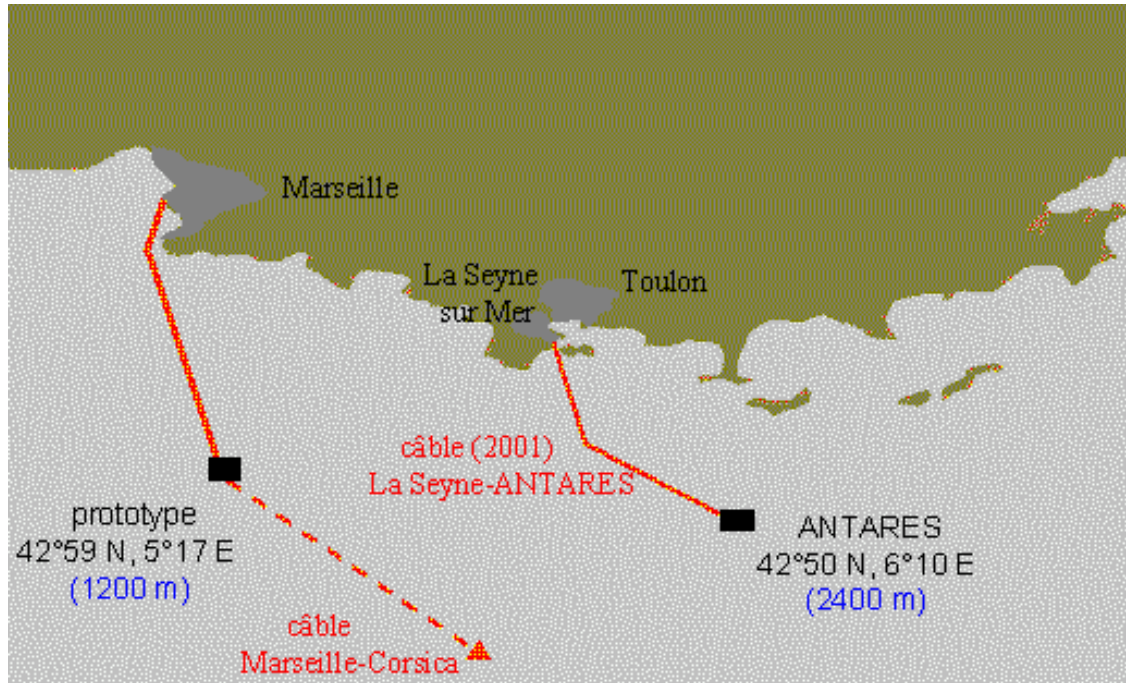 Marseille
La Seyne
sur Mer
Toulon
câble (2001)
La Seyne-ANTARES
prototype
42°59 N, 5°17 E
(1200 m)
ANTARES
42°50 N, 6°10 E
(2400 m)
câble
Marseille-Corsica